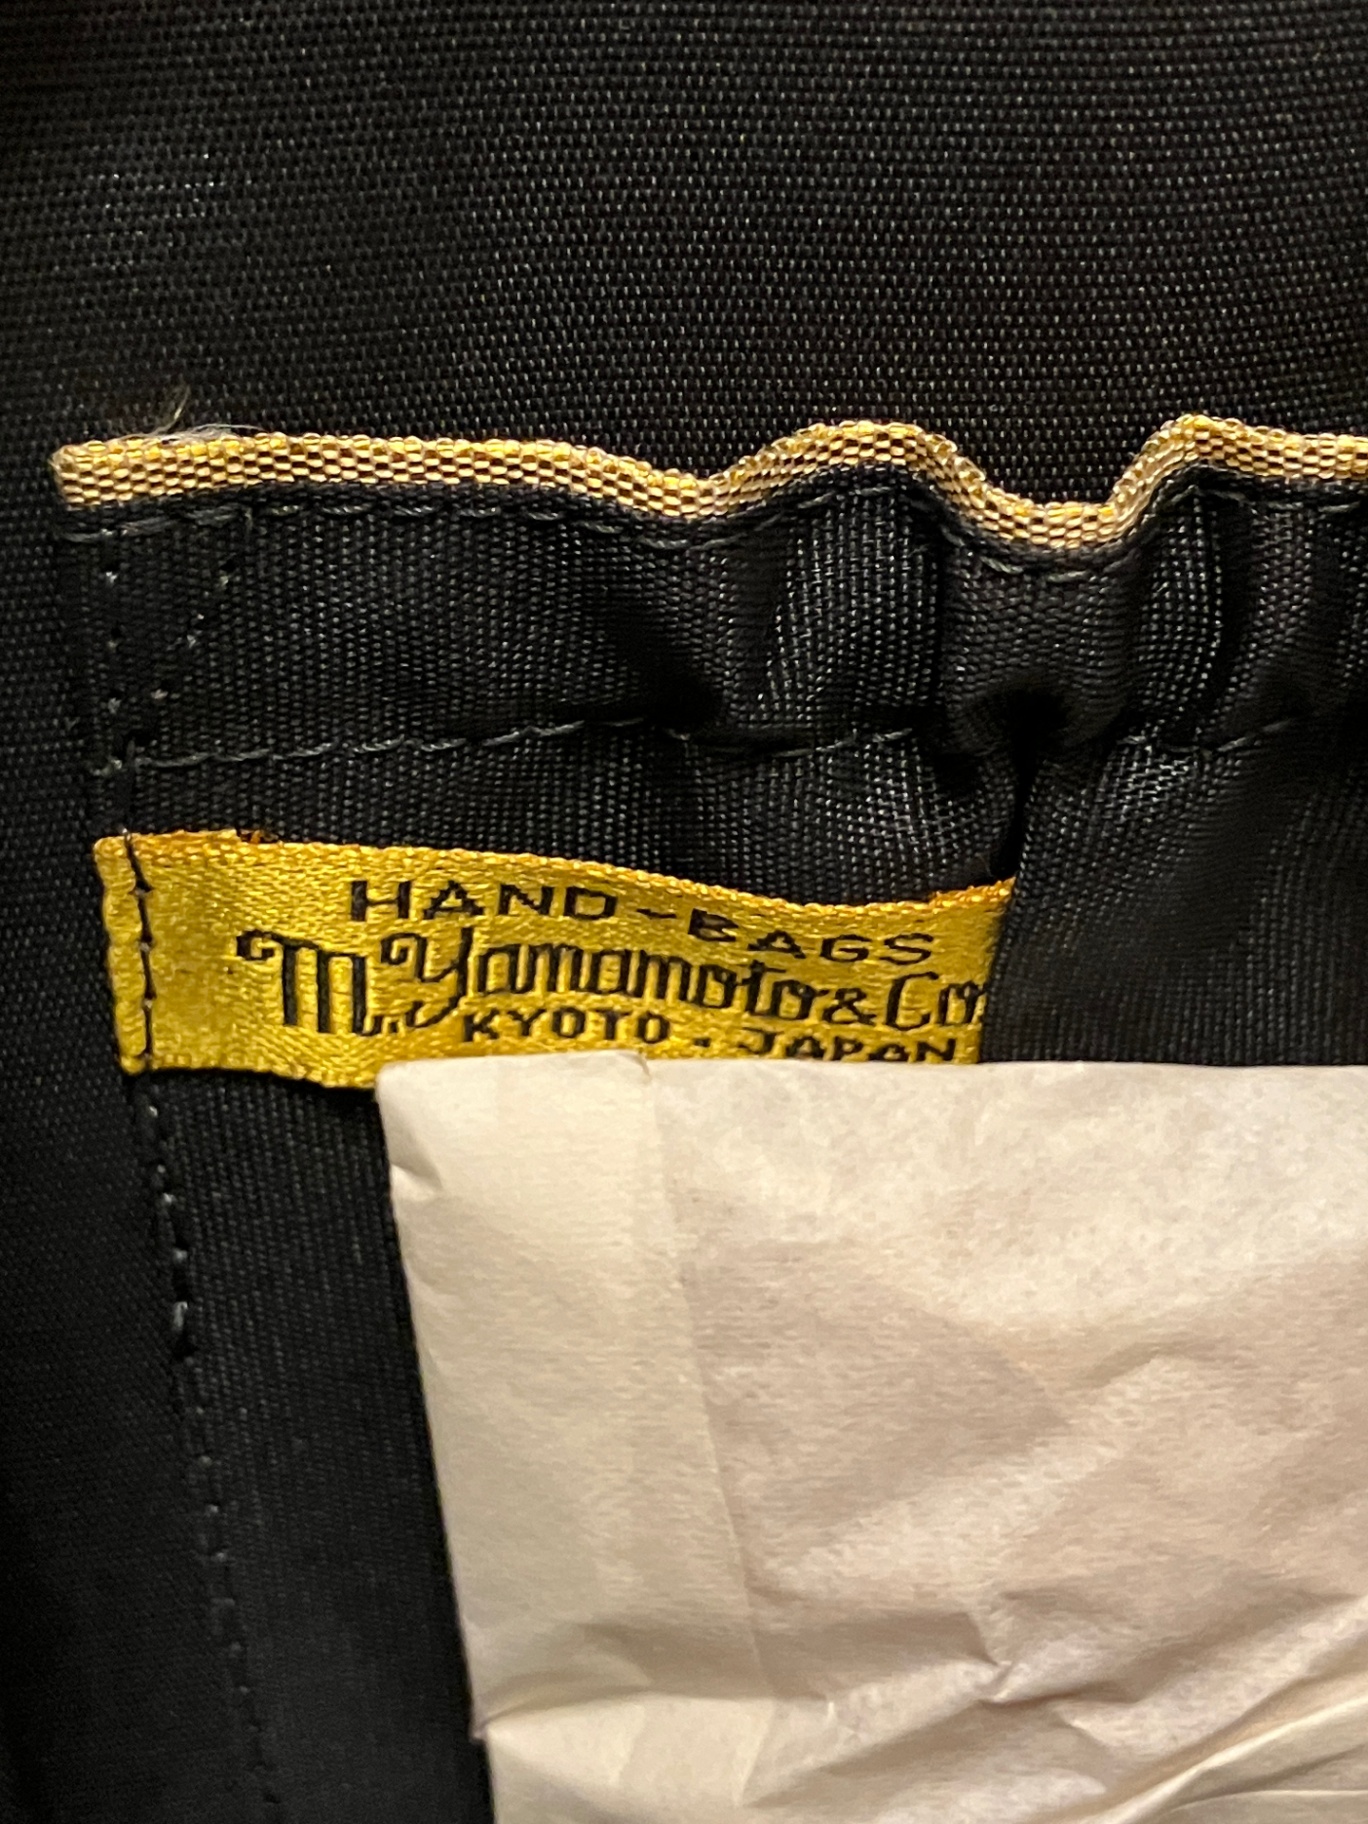 HAND-BAGS
M. Yamamoto & Co
KYOTO . JAPAN